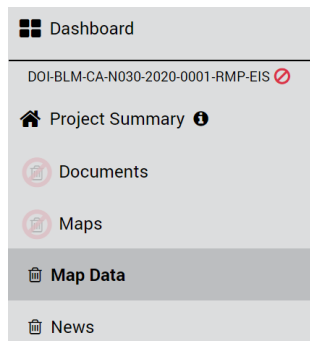 Dashboard
DOI-BLM-CA-N030-2020-0001-RMP-EIS
Project Summary
Documents
Maps
Map Data
News